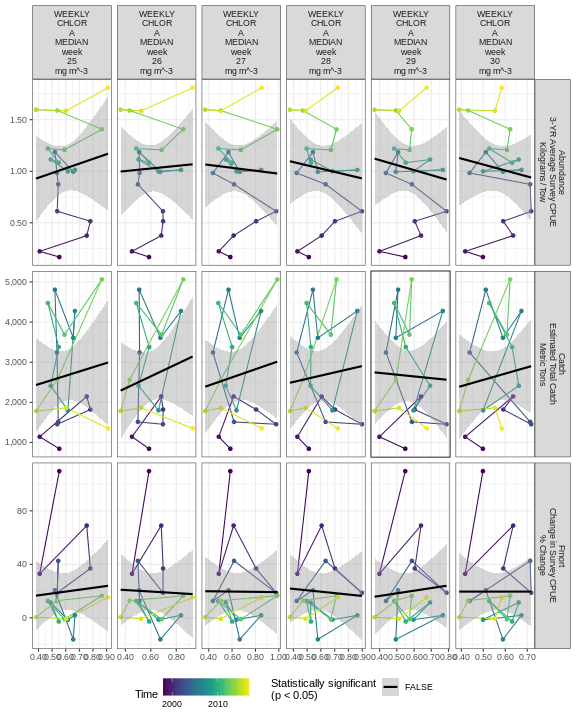 WEEKLY CHLOR A MEDIAN week 25 mg m^-3
WEEKLY CHLOR A MEDIAN week 26 mg m^-3
WEEKLY CHLOR A MEDIAN week 27 mg m^-3
WEEKLY CHLOR A MEDIAN week 28 mg m^-3
WEEKLY CHLOR A MEDIAN week 29 mg m^-3
WEEKLY CHLOR A MEDIAN week 30 mg m^-3
1.50
1.00
0.50
Abundance
3-YR Average Survey CPUE
Kilograms / Tow
5,000
4,000
3,000
2,000
1,000
Catch
Estimated Total Catch
Metric Tons
80
40
0
Fmort
Change in Survey CPUE
% Change
0.40 0.50 0.60 0.70 0.80 0.90
0.40 0.60 0.80
0.40 0.60 0.80 1.00
0.40 0.50 0.60 0.70 0.80 0.90
0.40 0.50 0.60 0.70 0.80
0.40 0.50 0.60 0.70
Time
2000 2010
Statistically significant
(p < 0.05)
FALSE